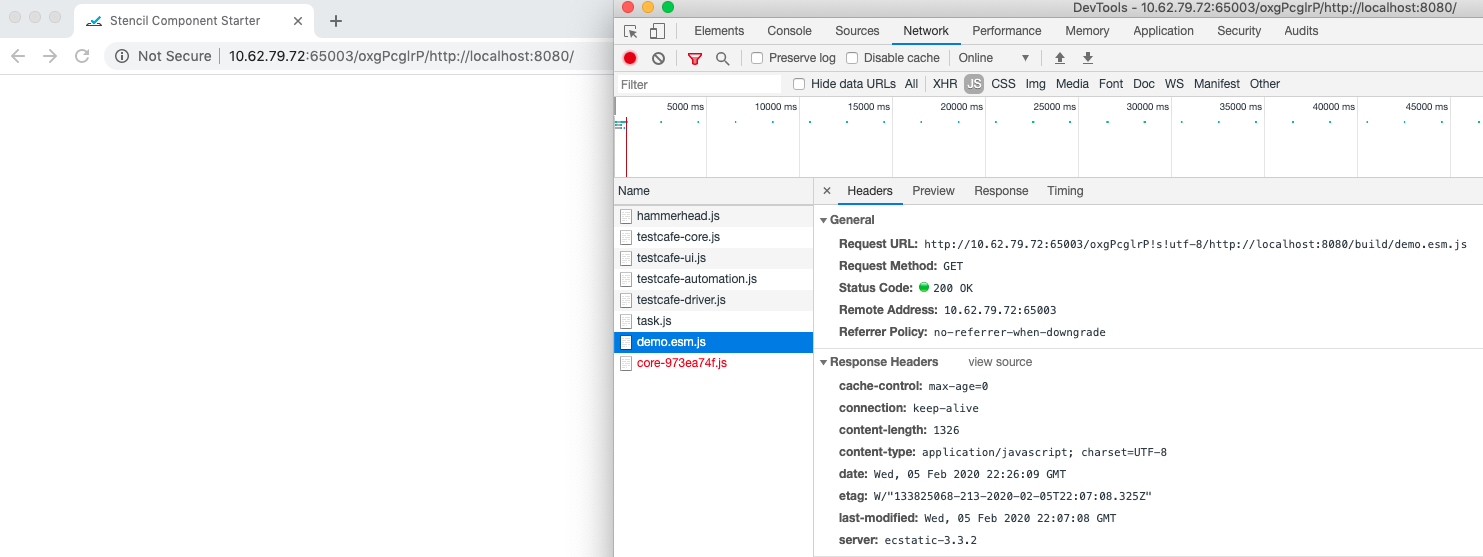 Stencil Component Starter
Not Secure 10.62.79.72:65003/oxgPcglrP/http://localhost:8080/
DevTools - 10.62.79.72:65003/oxgPcglrP/http://localhost:8080/
Elements Console Sources Network Performance Memory Application Security Audits
Preserve log Disable cache Online
Filter Hide data URLs All XHR JS CSS Img Media Font Doc WS Manifest Other
5000 ms 10000 ms 15000 ms 20000 ms 25000 ms 30000 ms 35000 ms 40000 ms 45000 ms
Name
hammerhead.js
testcafe-core.js
testcafe-ui.js
testcafe-automation.js
testcafe-driver.js
task.js
demo.esm.js
core-973ea74f.js
× Headers Preview Response Timing
General
Request URL: http://10.62.79.72:65003/oxgPcglrP!s!utf-8/http://localhost:8080/build/demo.esm.js
Request Method: GET
Status Code: 200 OK
Remote Address: 10.62.79.72:65003
Referrer Policy: no-referrer-when-downgrade
Response Headers view source
cache-control: max-age=0
connection: keep-alive
content-length: 1326
content-type: application/javascript; charset=UTF-8
date: Wed, 05 Feb 2020 22:26:09 GMT
etag: W/"133825068-213-2020-02-05T22:07:08.325Z"
last-modified: Wed, 05 Feb 2020 22:07:08 GMT
server: ecstatic-3.3.2